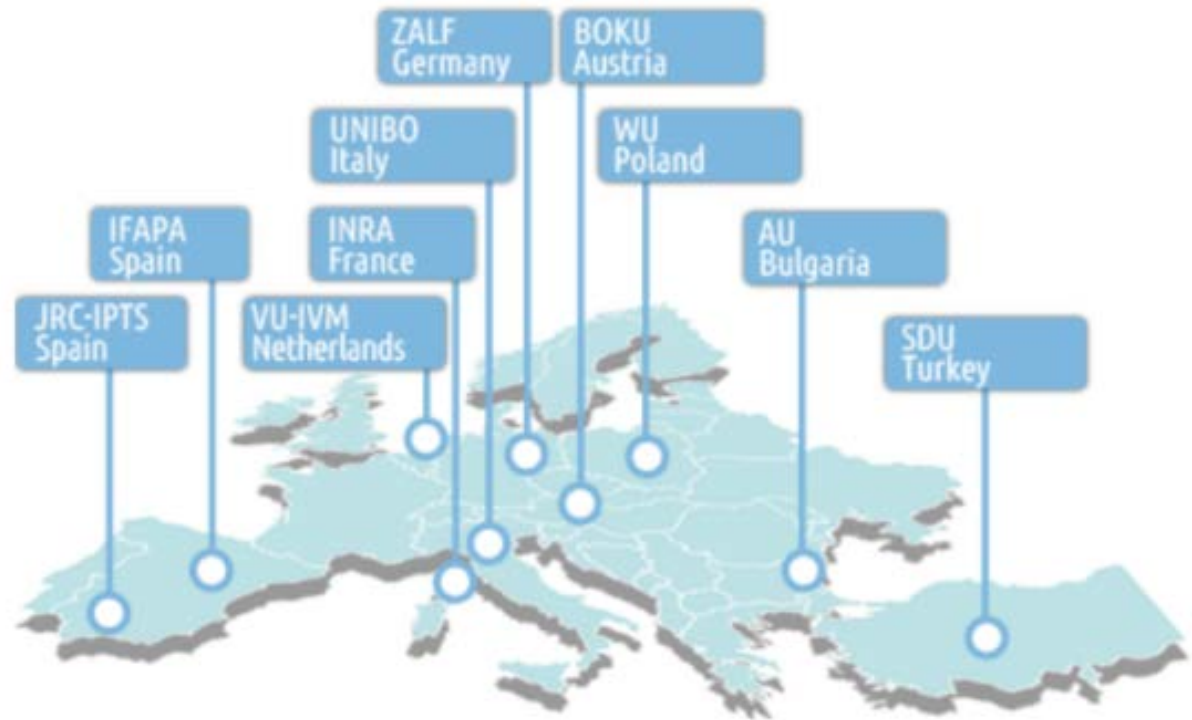 ZALF
Germany
BOKU
Austria
UNIBO
Italy
WU
Poland
IFAPA
Spain
INRA
France
AU
Bulgaria
JRC-IPTS
Spain
VU-IVM
Netherlands
SDU
Turkey